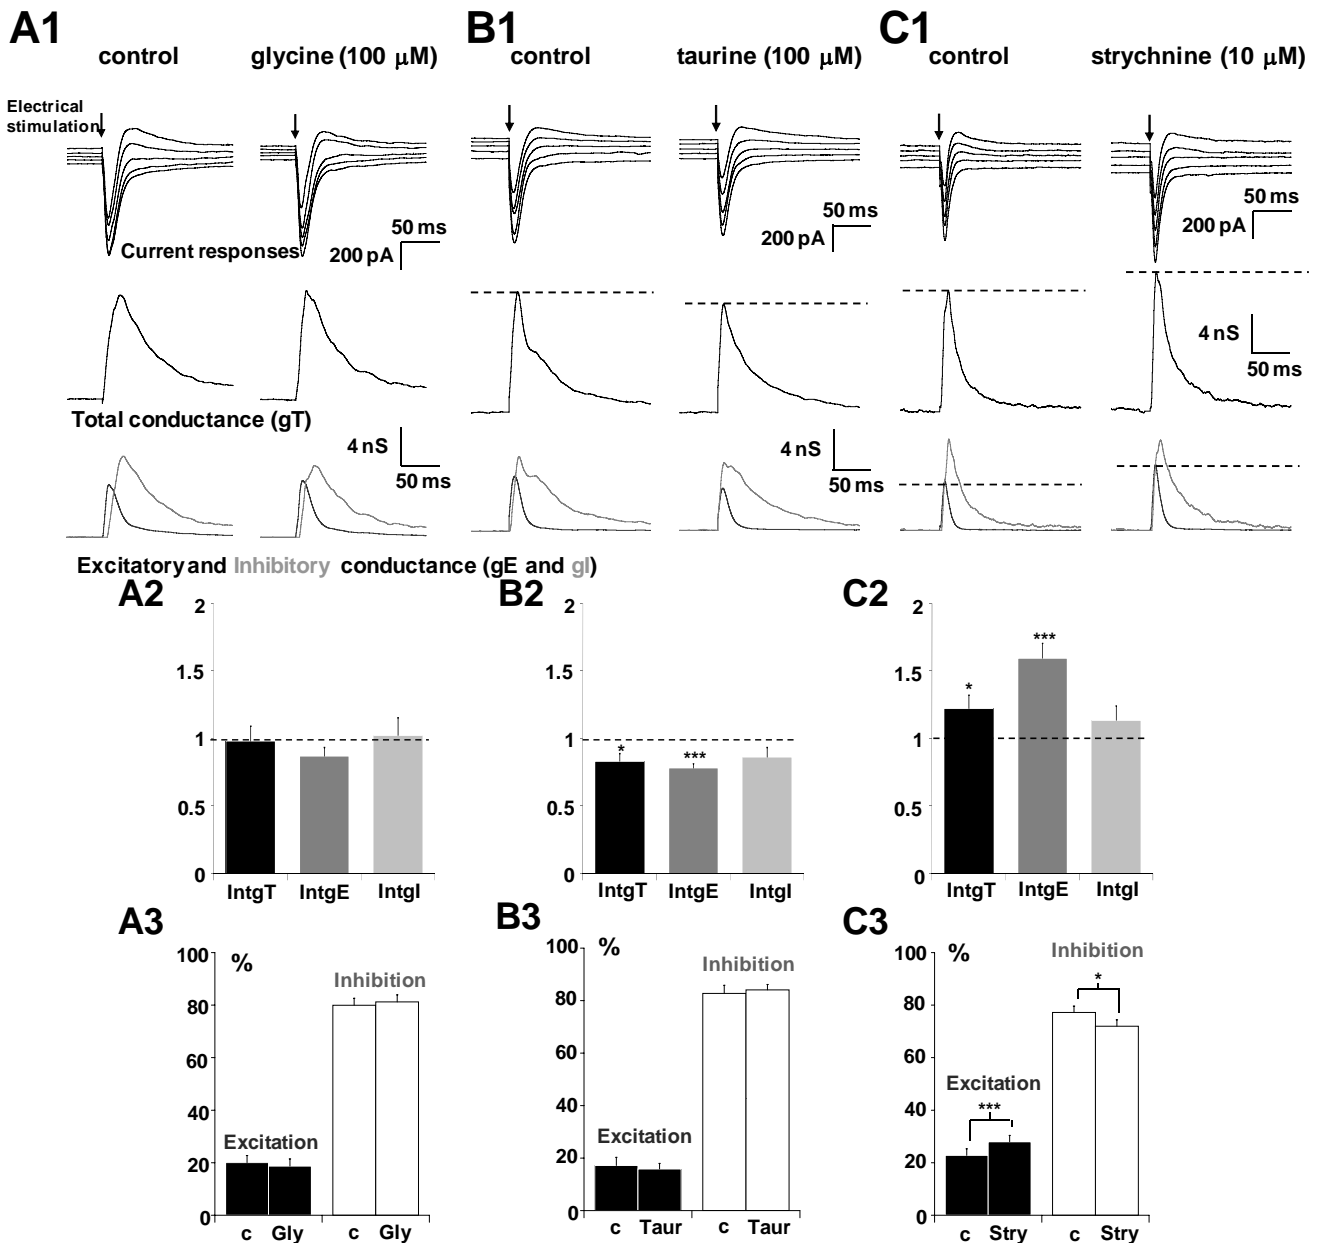 A1 B1 C1
control glycine (100 μM) control taurine (100 μM) control strychnine (10 μM)
Electrical
stimulation
50 ms 50 ms 50 ms
Current responses 200 pA 200 pA 200 pA
4 nS
50 ms
Total conductance (gT)
4 nS 4 nS
50 ms 50 ms
Excitatory and Inhibitory conductance (gE and gI)
A2 B2 C2
2 2 2
1.5 1.5 *** 1.5
* * ***
1 1 1
0.5 0.5 0.5
0 0 0
IntgT IntgE IntgI IntgT IntgE IntgI IntgT IntgE IntgI
A3 B3 C3
100 % 100 % 100 %
Inhibition Inhibition Inhibition
*
80 80 80
60 60 60
Excitation
***
40 40 40
Excitation Excitation
20 20 20
0 0 0
c Gly c Gly c Taur c Taur c Stry c Stry